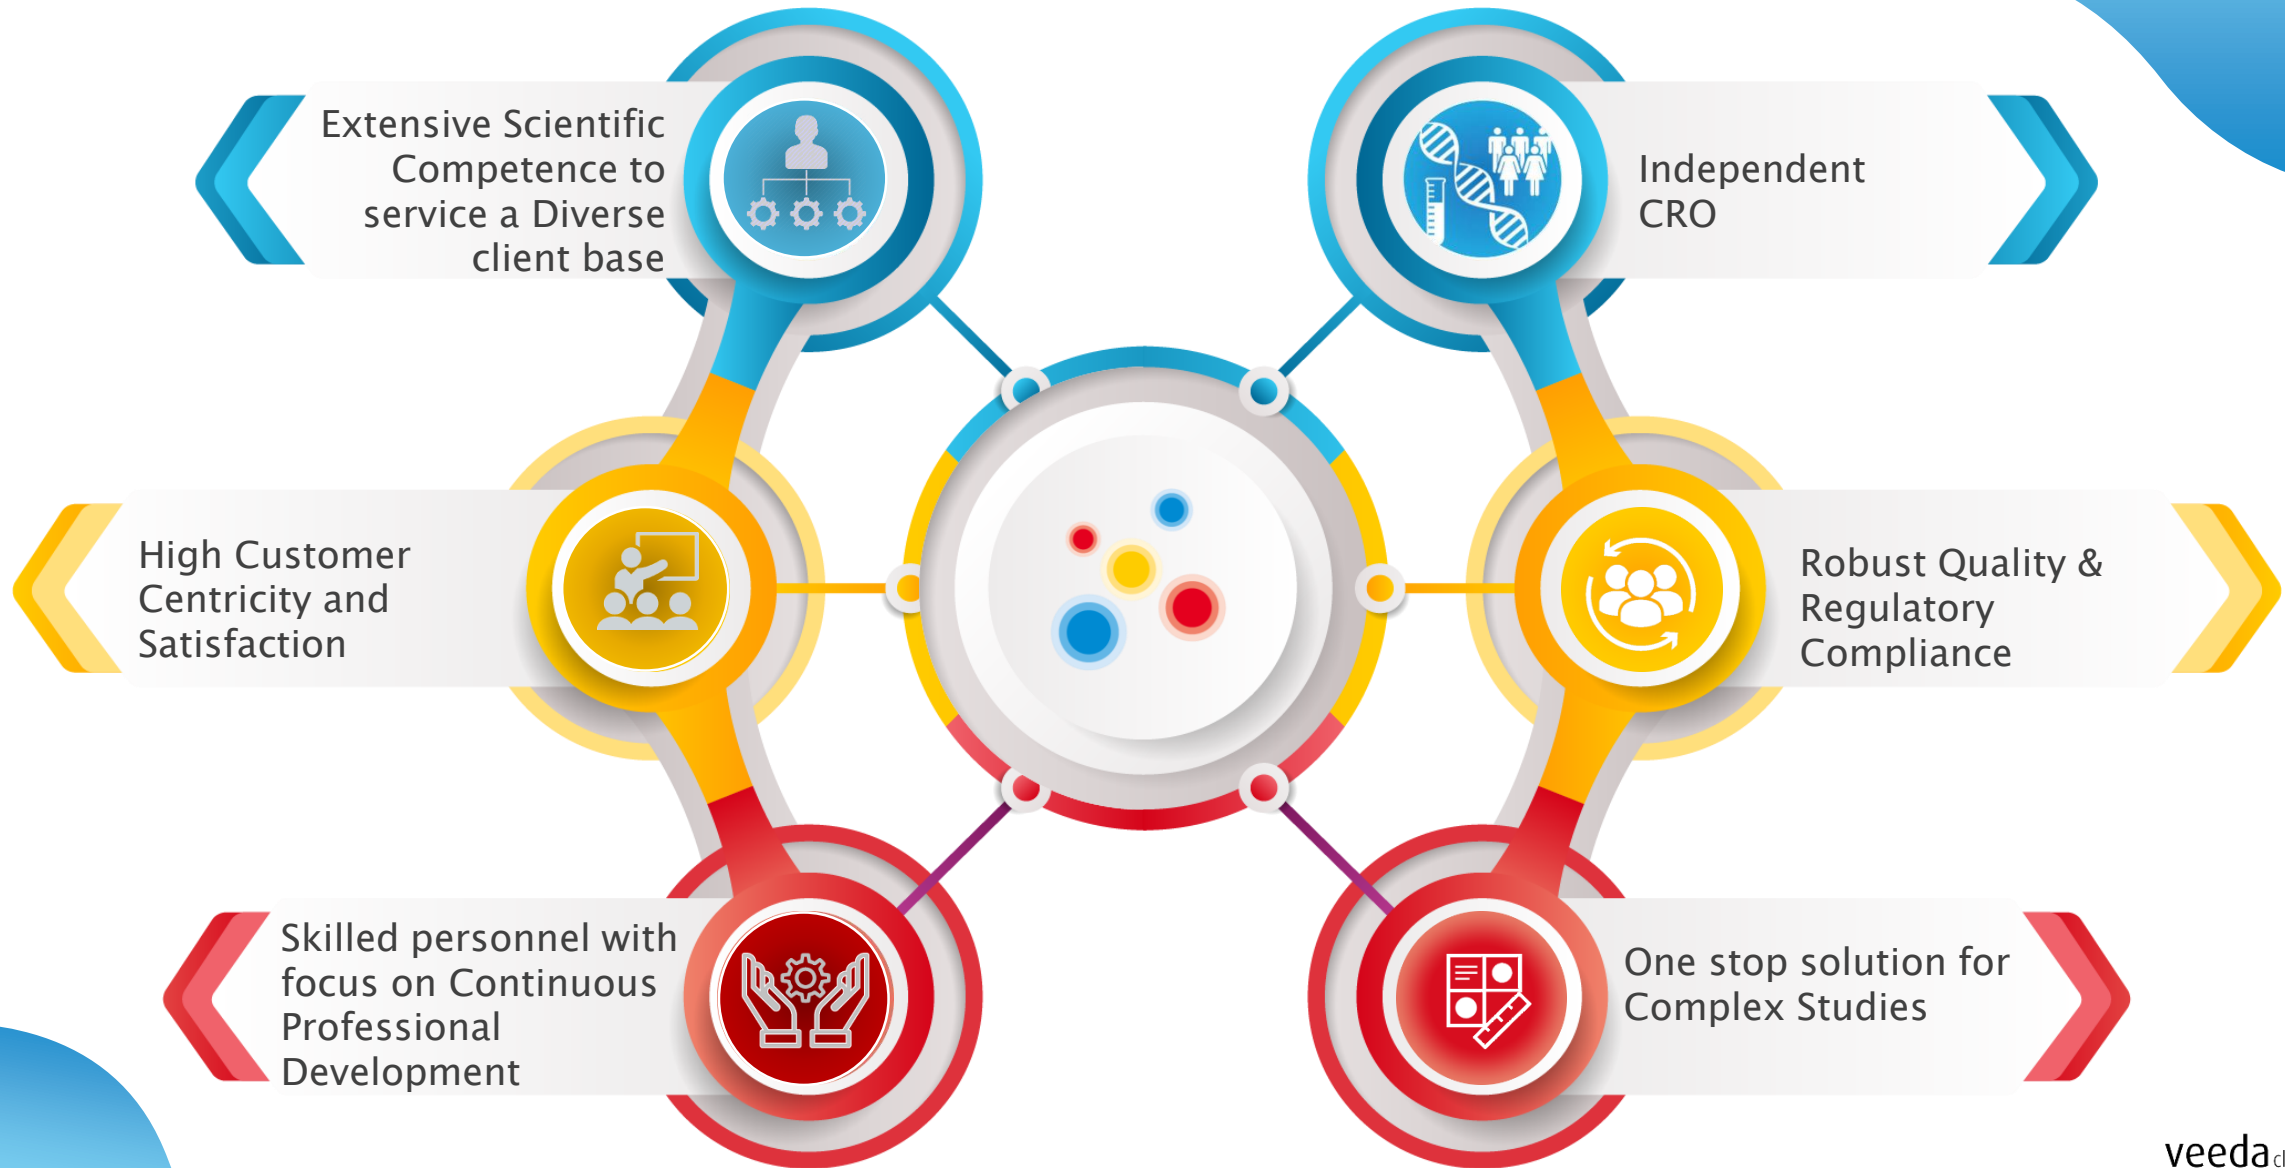 Extensive Scientific
Competence to
service a Diverse
client base
Independent
CRO
High Customer
Centricity and
Satisfaction
Robust Quality &
Regulatory
Compliance
Skilled personnel with
focus on Continuous
Professional
Development
One stop solution for
Complex Studies
veeda